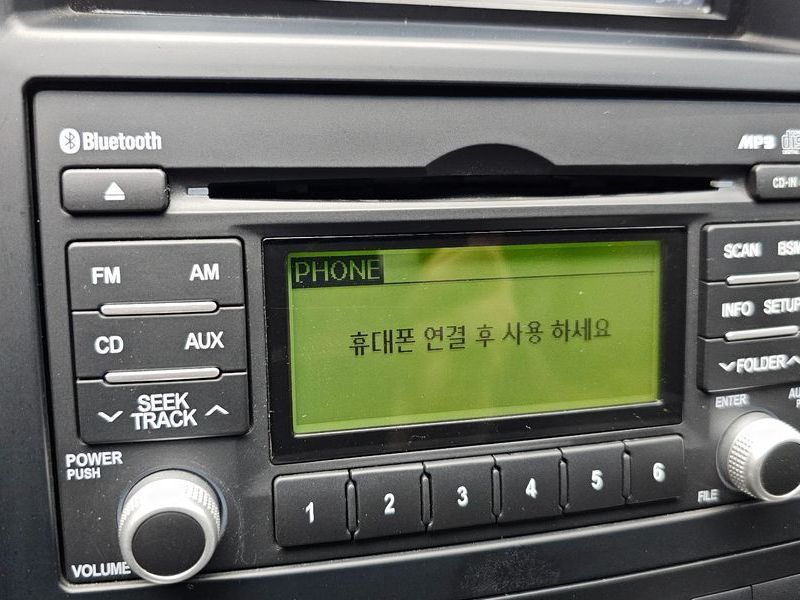 Bluetooth
MP3
CD-IN
FM AM
CD AUX
SEEK
TRACK
POWER
PUSH
VOLUME
PHONE
휴대폰 연결 후 사용 하세요
1 2 3 4 5 6
SCAN
INFO SETUP
FOLDER
ENTER
FILE